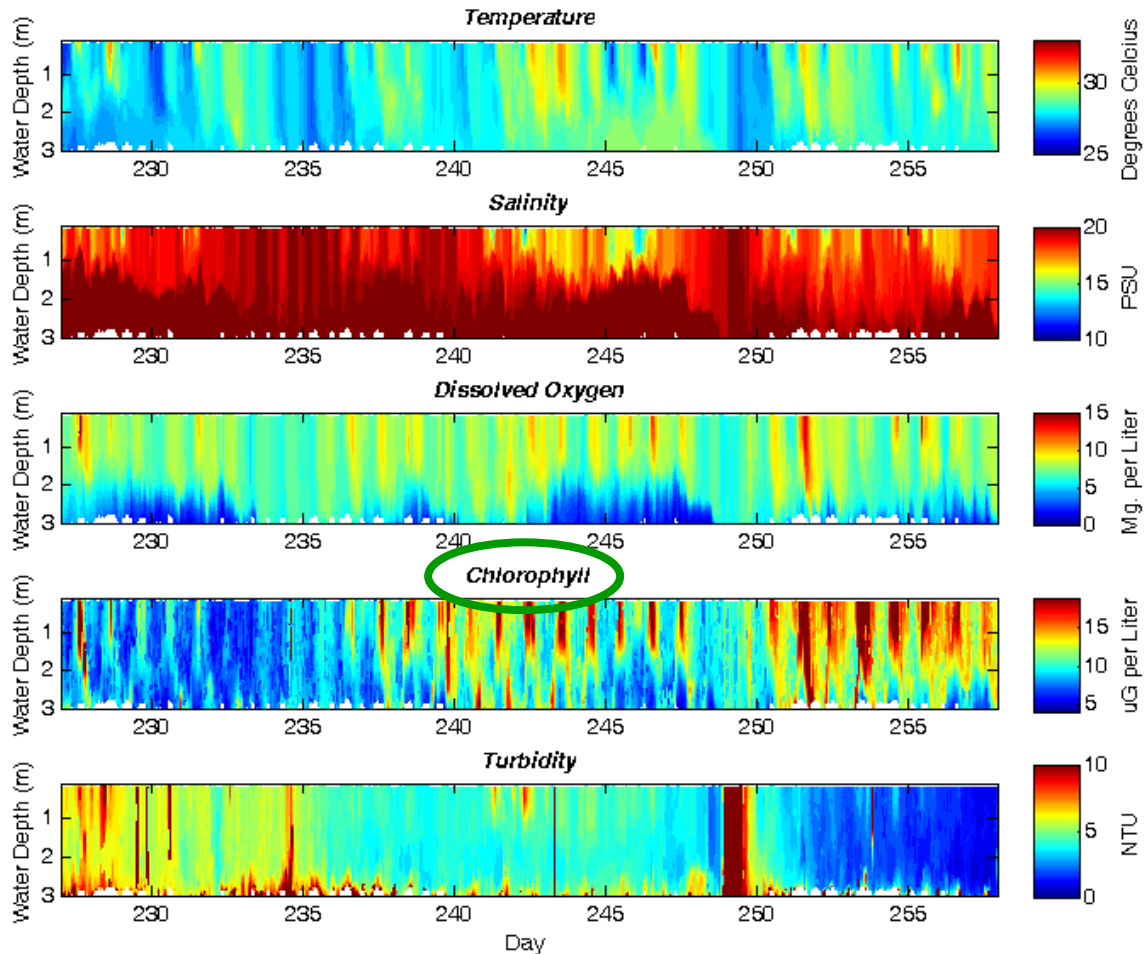 Temperature
Water Depth (m)
1
2
3
230 235 240 245 250 255
30
25
Degrees Celcius
Salinity
Water Depth (m)
1
2
3
230 235 240 245 250 255
20
15
10
PSU
Dissolved Oxygen
Water Depth (m)
1
2
3
230 235 240 245 250 255
15
10
5
0
Mg. per Liter
Chlorophyll
Water Depth (m)
1
2
3
230 235 240 245 250 255
15
10
5
uG per Liter
Turbidity
Water Depth (m)
1
2
3
230 235 240 245 250 255
10
5
0
NTU
Day